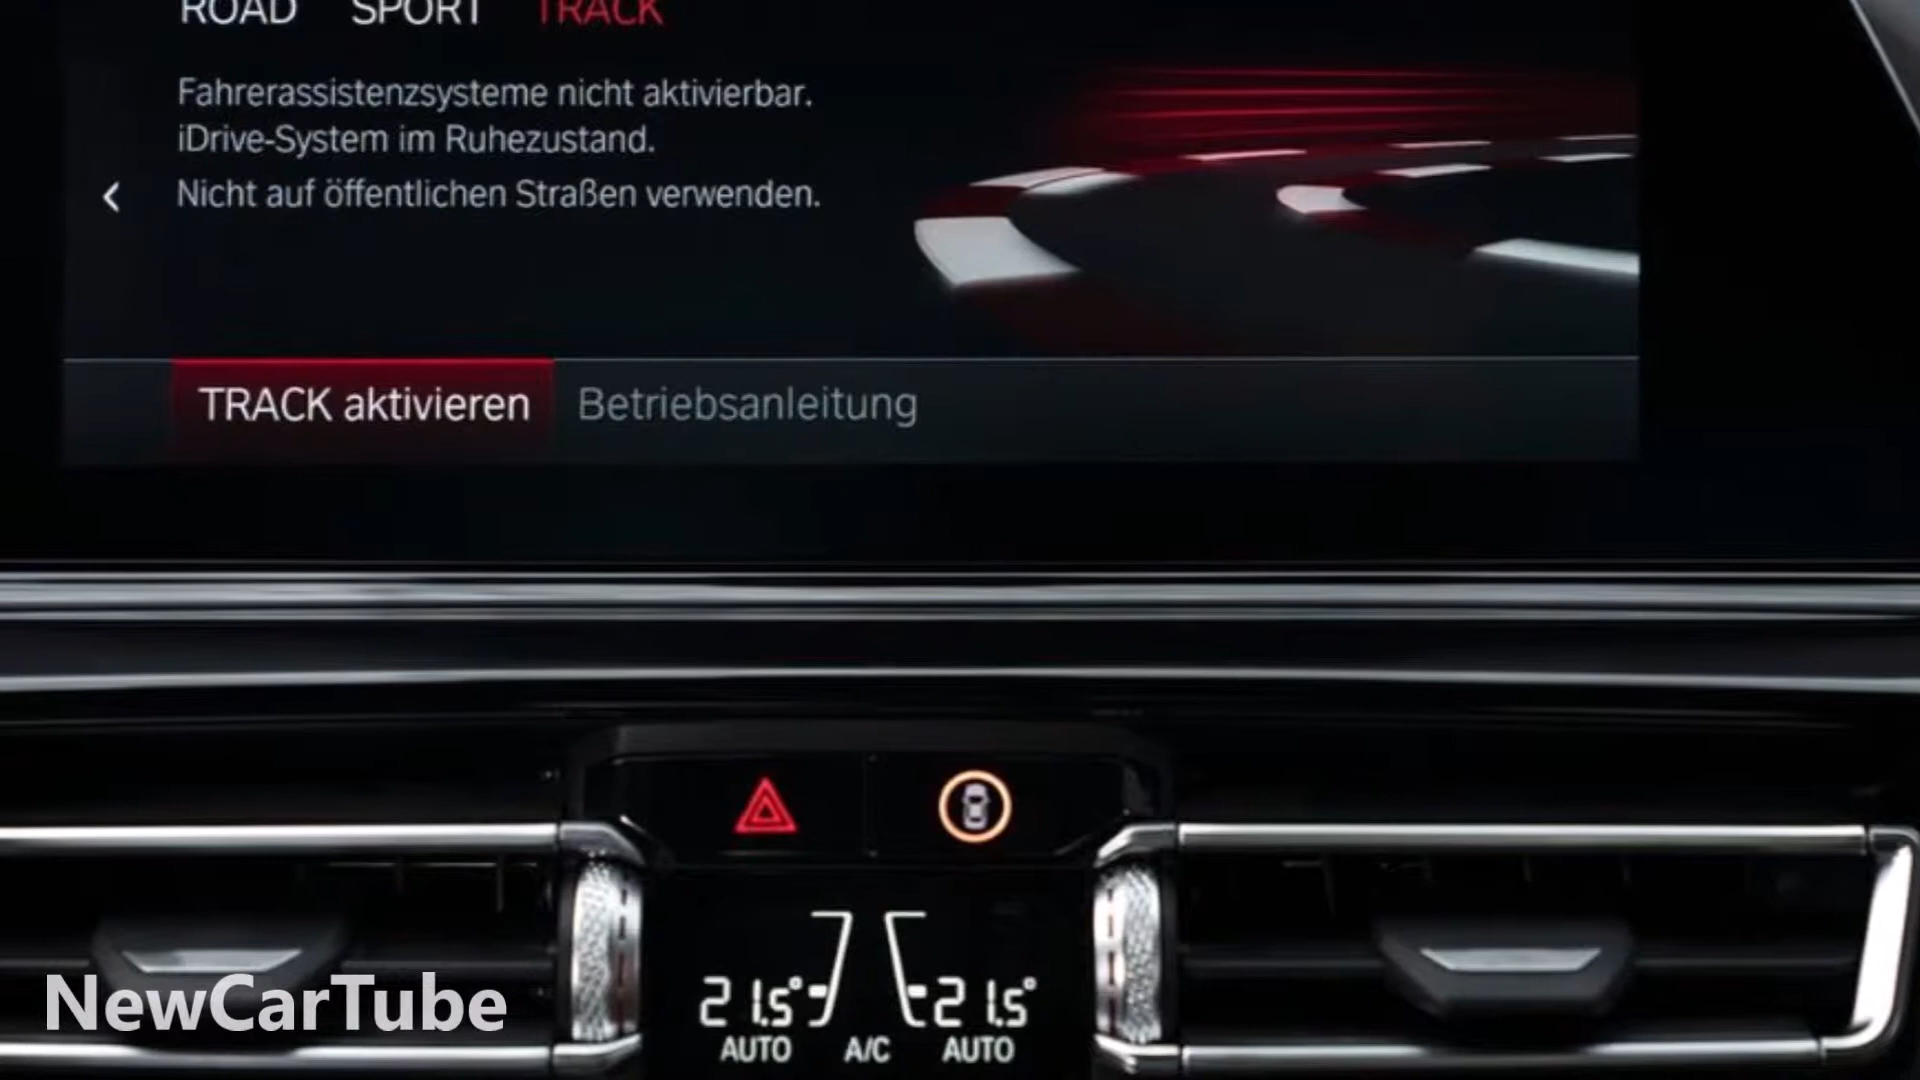 ROAD SPORT TRACK
Fahrerassistenzsysteme nicht aktivierbar.
iDrive-System im Ruhezustand.
Nicht auf öffentlichen Straßen verwenden.
TRACK aktivieren Betriebsanleitung
21.5° 21.5°
AUTO A/C AUTO
NewCarTube